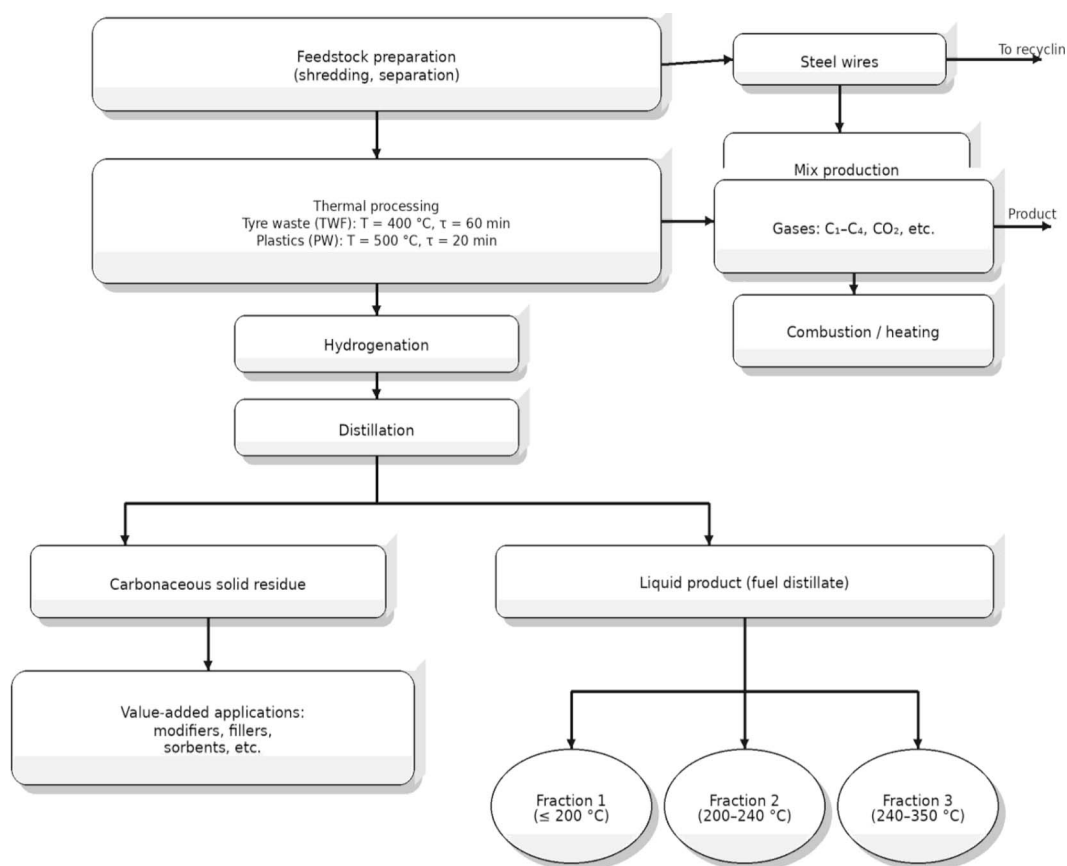 Feedstock preparation
(shredding, separation)
Steel wires
To recyclin
Mix production
Thermal processing
Tyre waste (TWF): T = 400 °C, τ = 60 min
Plastics (PW): T = 500 °C, τ = 20 min
Gases: C₁–C₄, CO₂, etc.
Product
Hydrogenation
Combustion / heating
Distillation
Carbonaceous solid residue
Liquid product (fuel distillate)
Value-added applications:
modifiers, fillers,
sorbents, etc.
Fraction 1
(≤ 200 °C)
Fraction 2
(200–240 °C)
Fraction 3
(240–350 °C)